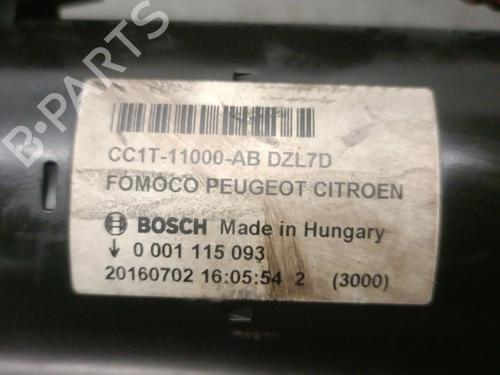 B-PARTS
CC1T-11000-AB DZL7D
FOMOCO PEUGEOT CITROEN
BOSCH Made in Hungary
↓ 0 001 115 093
20160702 16:05:54 2 (3000)